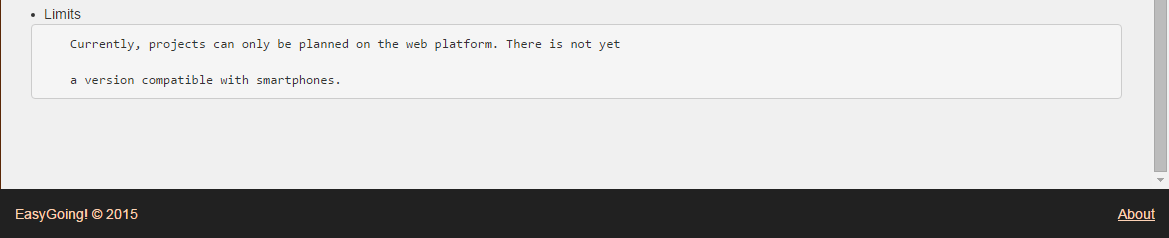 Limits
Currently, projects can only be planned on the web platform. There is not yet
a version compatible with smartphones.
EasyGoing! © 2015
About